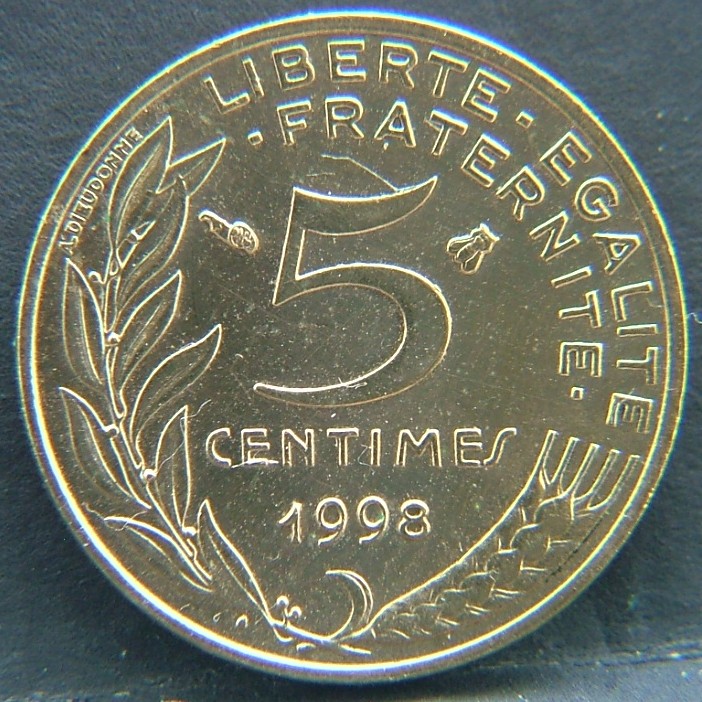 LIBERTE · EGALITE
· FRATERNITE ·
A.DIEUDONNE
5
CENTIMES
1998